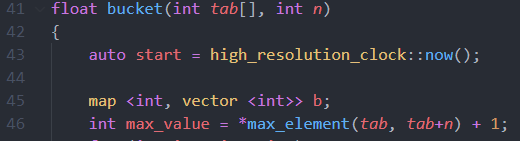 41 float bucket(int tab[], int n)
42 {
43 auto start = high_resolution_clock::now();
44
45 map <int, vector <int>> b;
46 int max_value = *max_element(tab, tab+n) + 1;